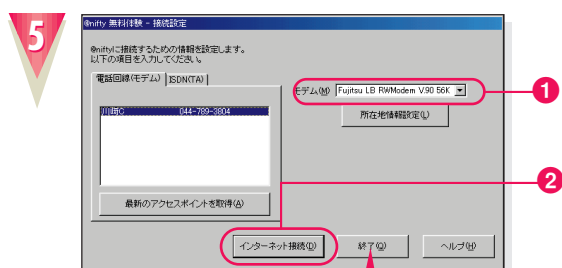 5
@nifty 無料体験 - 接続設定
@niftyに接続するための情報を設定します。
以下の項目を入力してください。
電話回線(モデム) ISDN(TA)
モデム(M) Fujitsu LB RWModem V.90 56K
1
川崎C 044-789-3804
所在地情報設定(L)
最新のアクセスポイントを取得(A)
2
インターネット接続(D) 終了(Q) ヘルプ(H)